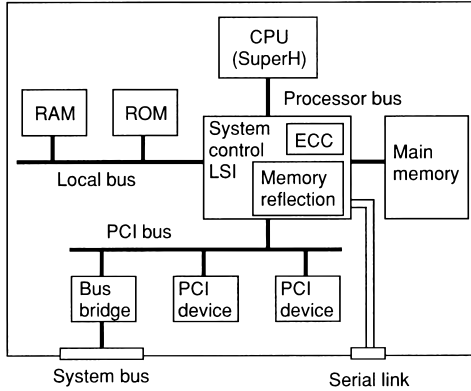 CPU
(SuperH)
Processor bus
RAM
ROM
System
control
LSI
ECC
Main
memory
Memory
reflection
Local bus
PCI bus
Bus
bridge
PCI
device
PCI
device
System bus
Serial link